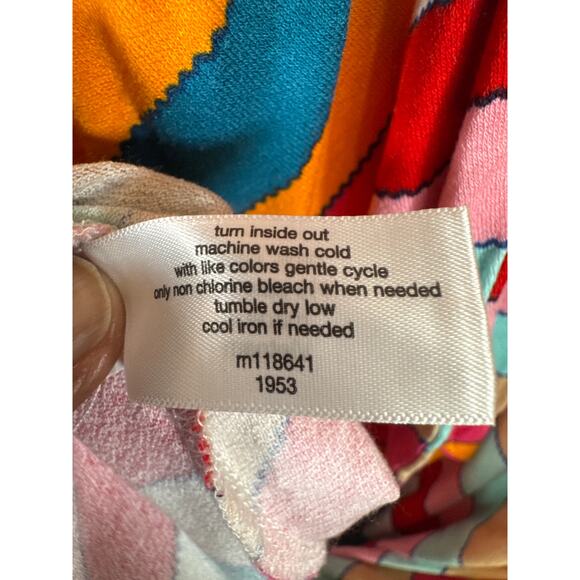 turn inside out
machine wash cold
with like colors gentle cycle
only non chlorine bleach when needed
tumble dry low
cool iron if needed
m118641
1953